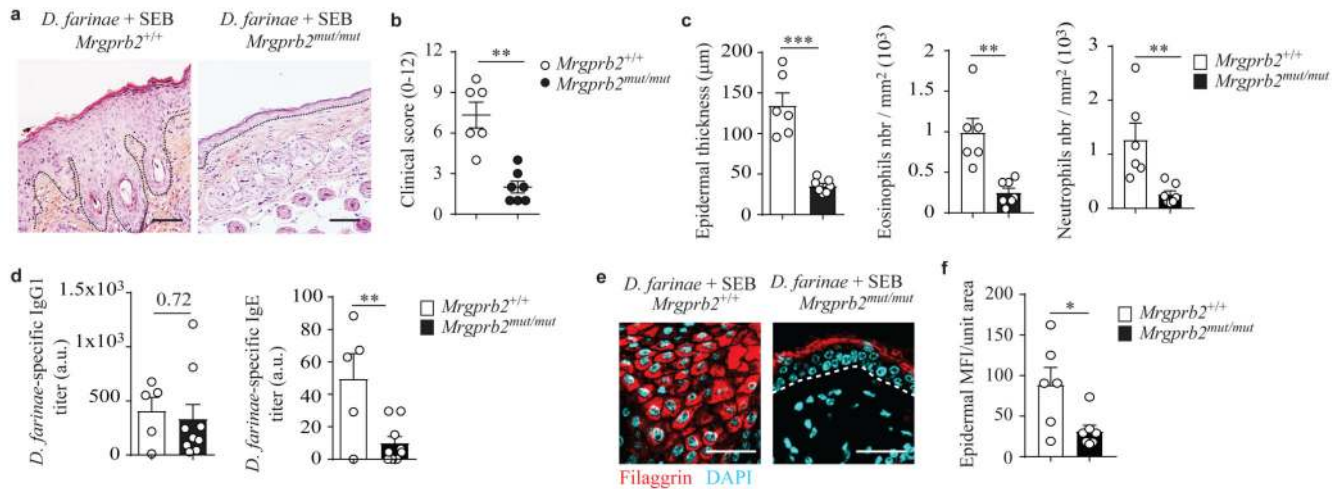 a
D. farinae + SEB
Mrgprb2+/+
D. farinae + SEB
Mrgprb2mut/mut
b
Clinical score (0-12)
12
9
6
3
0
**
Mrgprb2+/+
Mrgprb2mut/mut
c
Epidermal thickness (µm)
200
150
100
50
0
***
Eosinophils nbr / mm² (10³)
2
1.5
1
0.5
0
**
Neutrophils nbr / mm² (10³)
3
2
1
0
**
Mrgprb2+/+
Mrgprb2mut/mut
d
D. farinae-specific IgG1
titer (a.u.)
1.5x10³
1.0x10³
500
0
0.72
D. farinae-specific IgE
titer (a.u.)
100
80
60
40
20
0
**
Mrgprb2+/+
Mrgprb2mut/mut
e
D. farinae + SEB
Mrgprb2+/+
D. farinae + SEB
Mrgprb2mut/mut
Filaggrin DAPI
f
Epidermal MFI/unit area
200
150
100
50
0
*
Mrgprb2+/+
Mrgprb2mut/mut